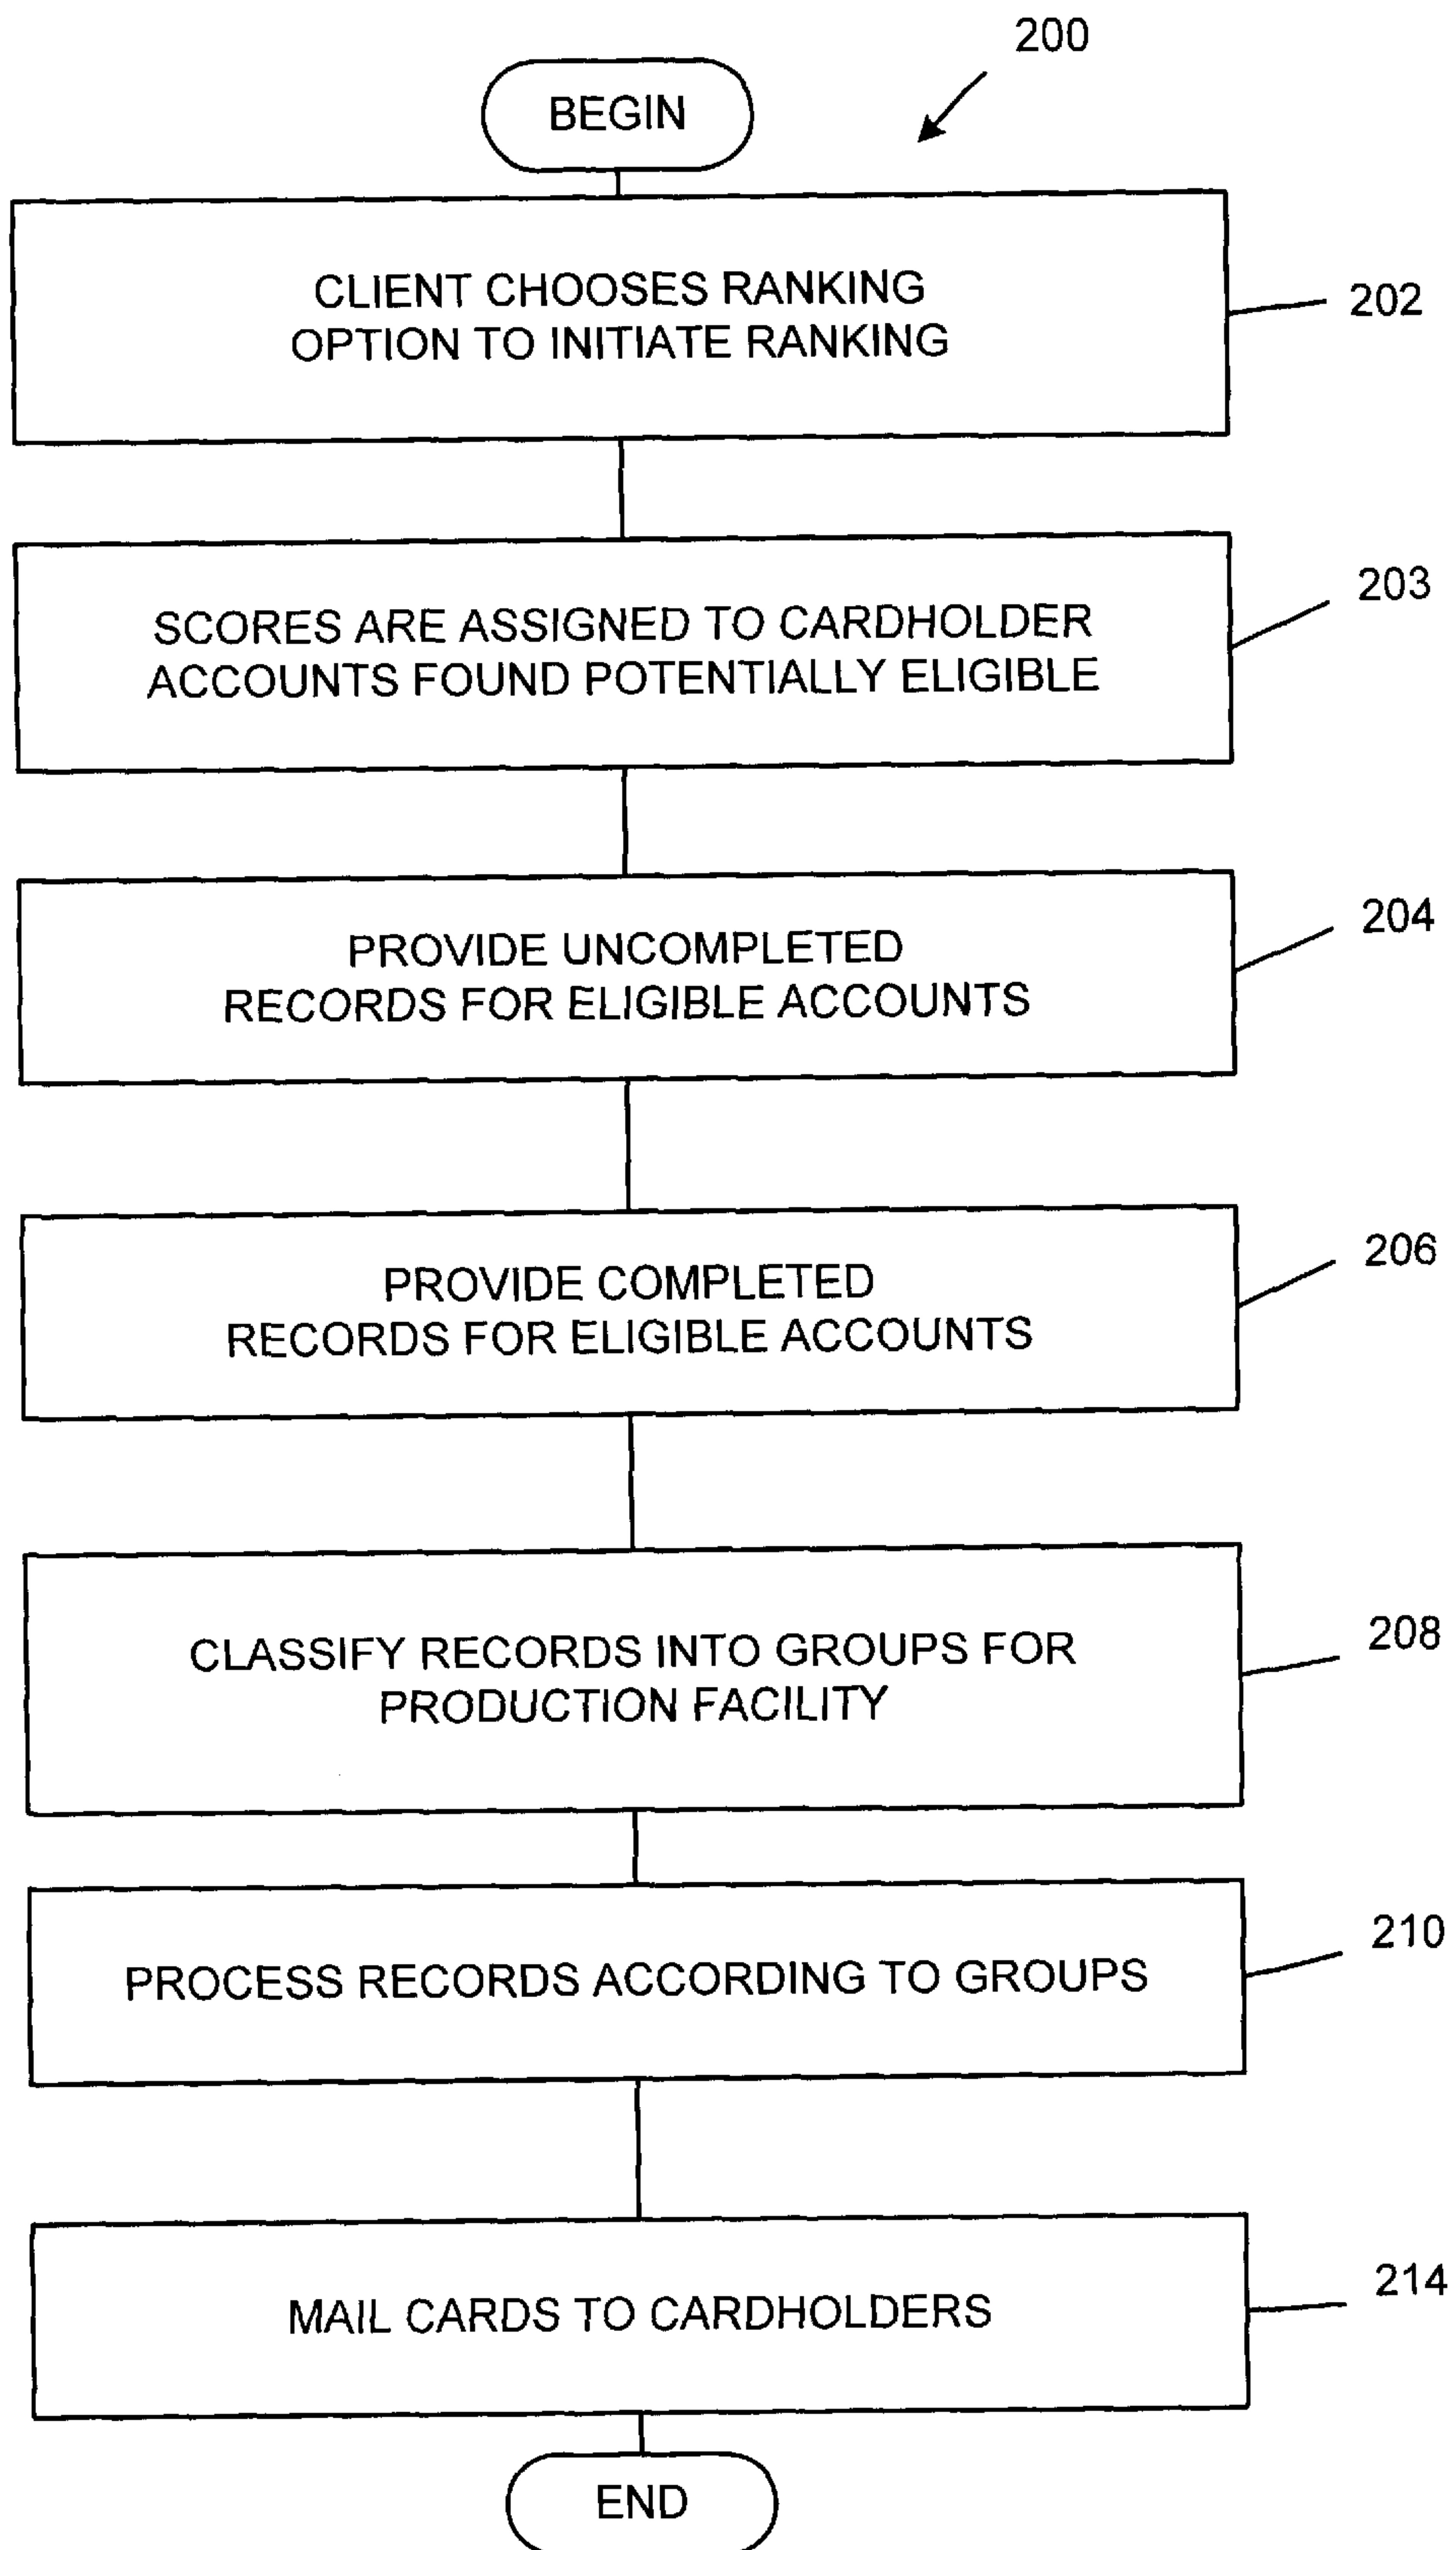 200
BEGIN
CLIENT CHOOSES RANKING
OPTION TO INITIATE RANKING
202
SCORES ARE ASSIGNED TO CARDHOLDER
ACCOUNTS FOUND POTENTIALLY ELIGIBLE
203
PROVIDE UNCOMPLETED
RECORDS FOR ELIGIBLE ACCOUNTS
204
PROVIDE COMPLETED
RECORDS FOR ELIGIBLE ACCOUNTS
206
CLASSIFY RECORDS INTO GROUPS FOR
PRODUCTION FACILITY
208
PROCESS RECORDS ACCORDING TO GROUPS
210
MAIL CARDS TO CARDHOLDERS
214
END